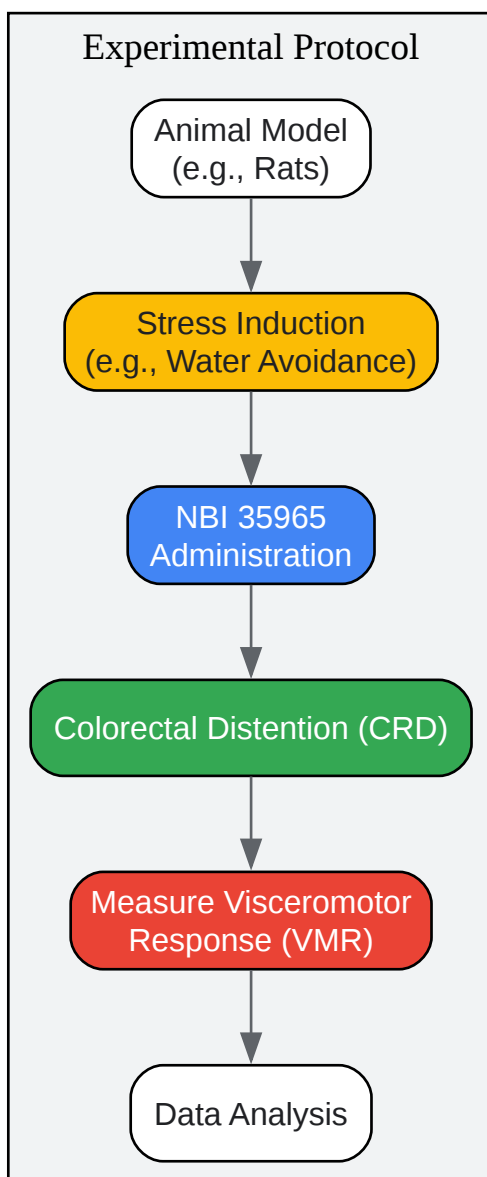 Experimental Protocol
Animal Model
(e.g., Rats)
Stress Induction
(e.g., Water Avoidance)
NBI 35965
Administration
Colorectal Distention (CRD)
Measure Visceromotor
Response (VMR)
Data Analysis